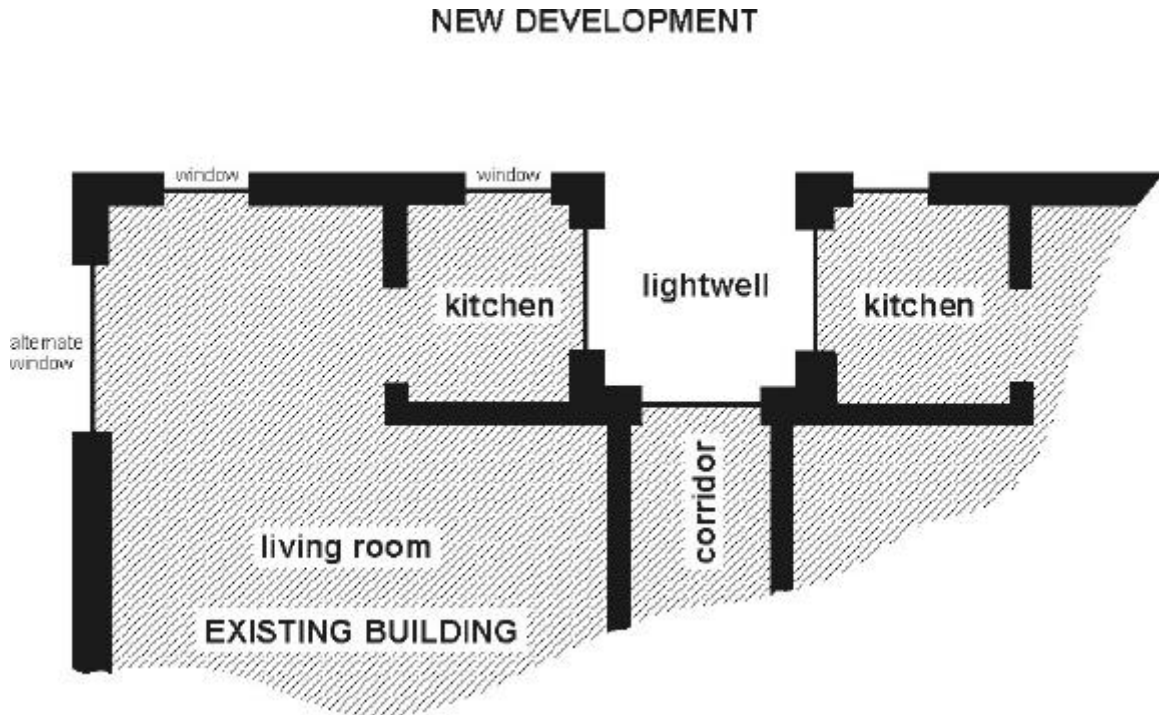 NEW DEVELOPMENT
window
window
lightwell
kitchen
kitchen
alternate
window
corridor
living room
EXISTING BUILDING